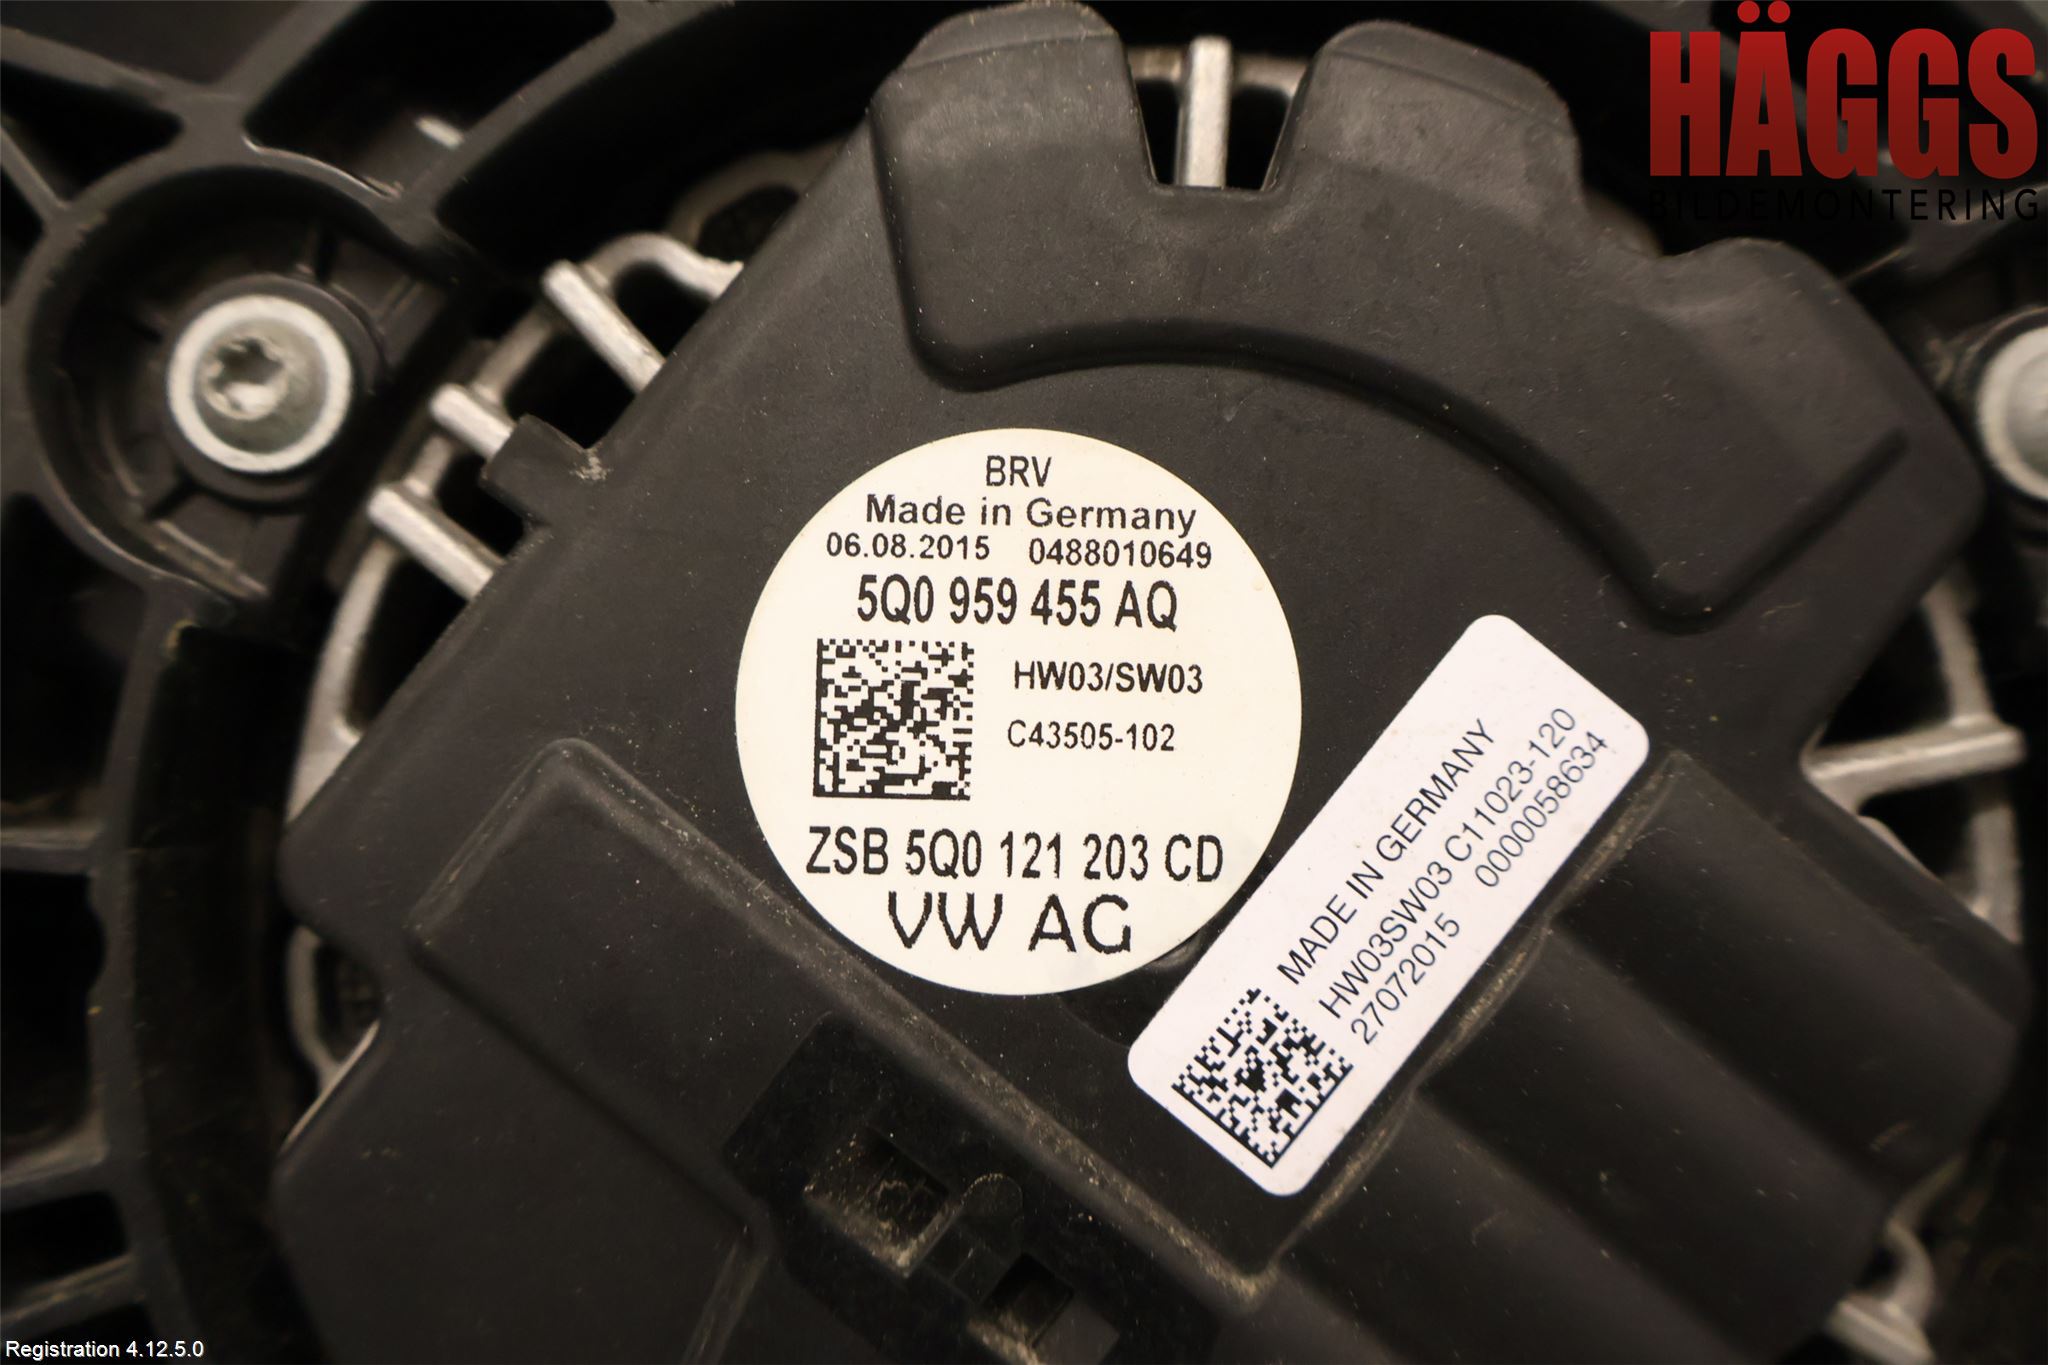 HÄGGS
BILDEMONTERING
BRV
Made in Germany
06.08.2015 0488010649
5Q0 959 455 AQ
HW03/SW03
C43505-102
ZSB 5Q0 121 203 CD
VW AG
MADE IN GERMANY
HW03SW03 C11023-120
27072015 0000058634
Registration 4.12.5.0